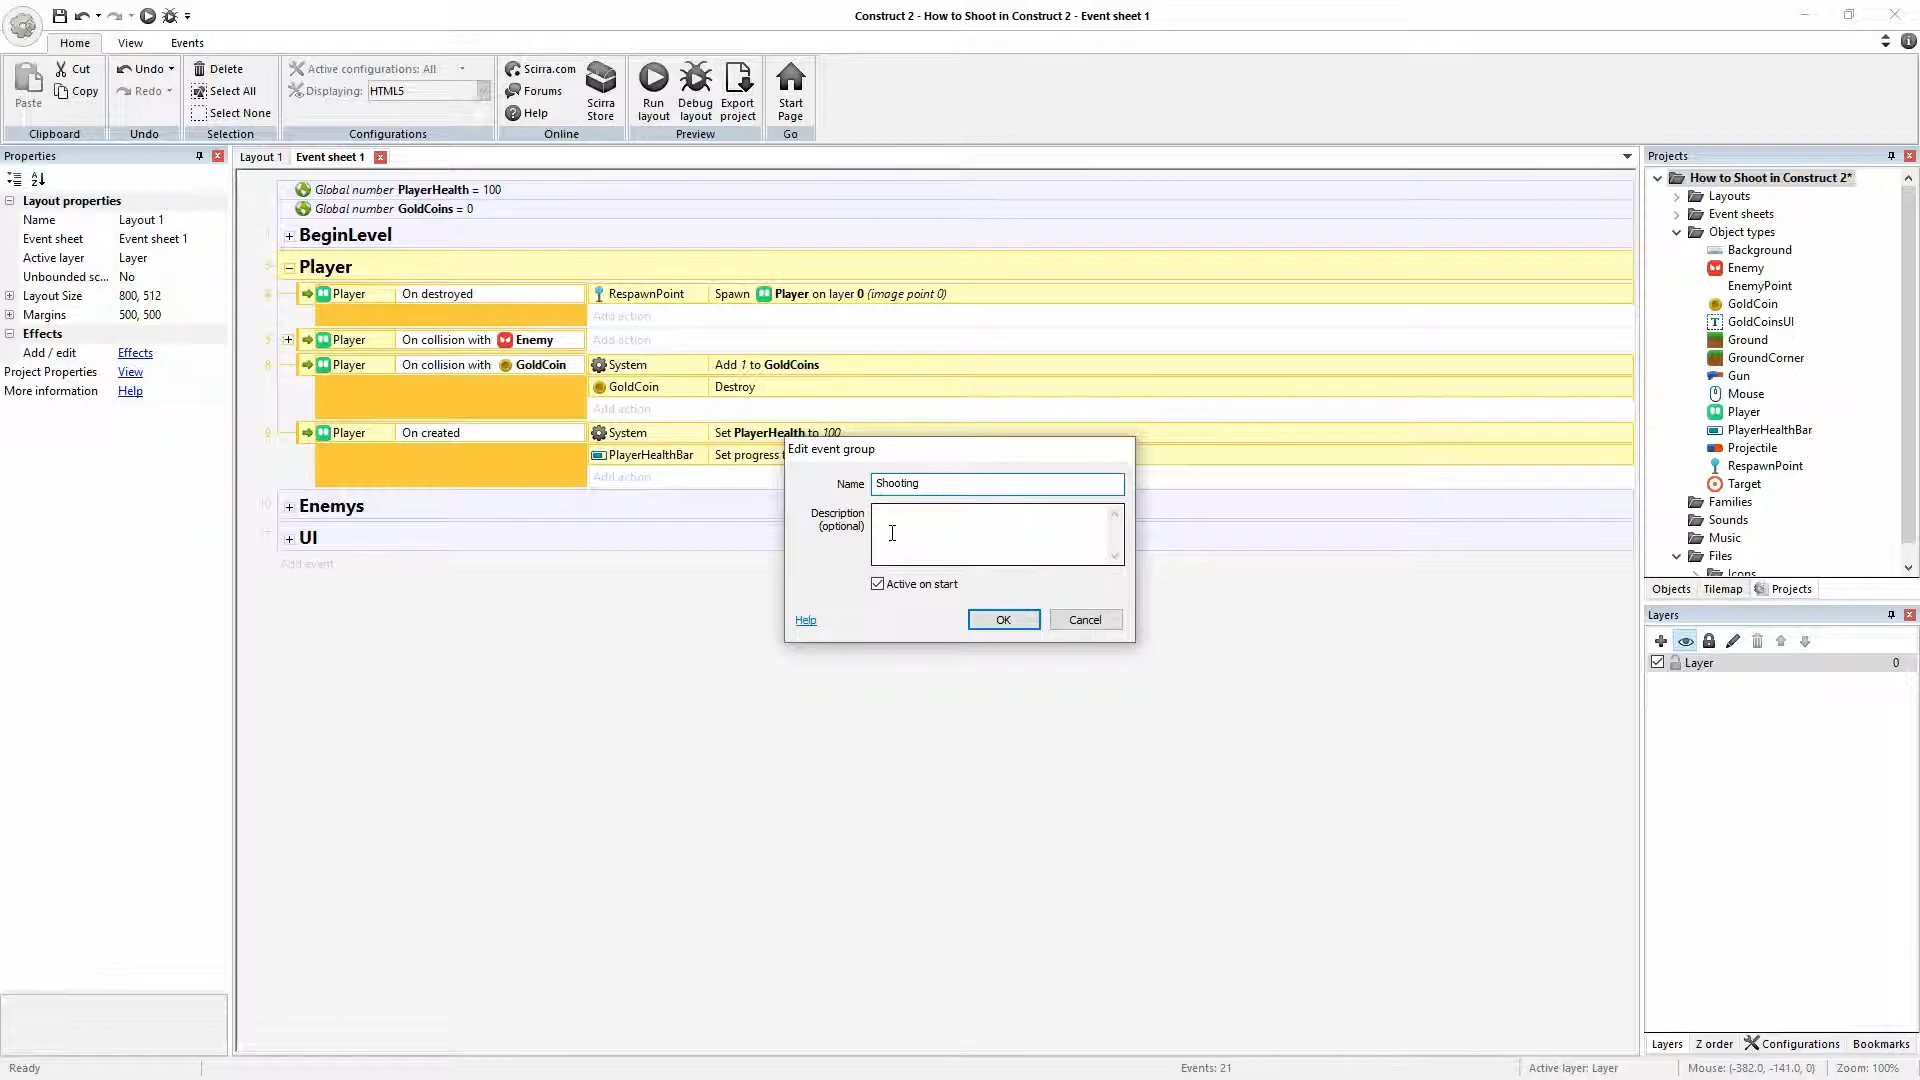 Construct 2 - How to Shoot in Construct 2 - Event sheet 1
Home View Events
Paste
Cut
Copy
Clipboard
Undo
Redo
Undo
Delete
Select All
Select None
Selection
Active configurations: All
Displaying: HTML5
Configurations
Scirra.com
Forums
Help
Scirra Store
Online
Run layout
Debug layout
Export project
Preview
Start Page
Go
Properties
Layout properties
Name Layout 1
Event sheet Event sheet 1
Active layer Layer
Unbounded sc... No
Layout Size 800, 512
Margins 500, 500
Effects
Add / edit Effects
Project Properties View
More information Help
Layout 1 Event sheet 1
Global number PlayerHealth = 100
Global number GoldCoins = 0
BeginLevel
Player
Player On destroyed RespawnPoint Spawn Player on layer 0 (image point 0)
Add action
Player On collision with Enemy Add action
Player On collision with GoldCoin System Add 1 to GoldCoins
GoldCoin Destroy
Add action
Player On created System Set PlayerHealth to 100
PlayerHealthBar Set progress
Add action
Enemys
UI
Add event
Edit event group
Name Shooting
Description (optional)
Active on start
Help OK Cancel
Projects
How to Shoot in Construct 2*
Layouts
Event sheets
Object types
Background
Enemy
EnemyPoint
GoldCoin
T GoldCoinsUI
Ground
GroundCorner
Gun
Mouse
Player
PlayerHealthBar
Projectile
RespawnPoint
Target
Families
Sounds
Music
Files
Icons
Objects Tilemap Projects
Layers
Layer 0
Layers Z order Configurations Bookmarks
Ready Events: 21 Active layer: Layer Mouse: (-382.0, -141.0, 0) Zoom: 100%